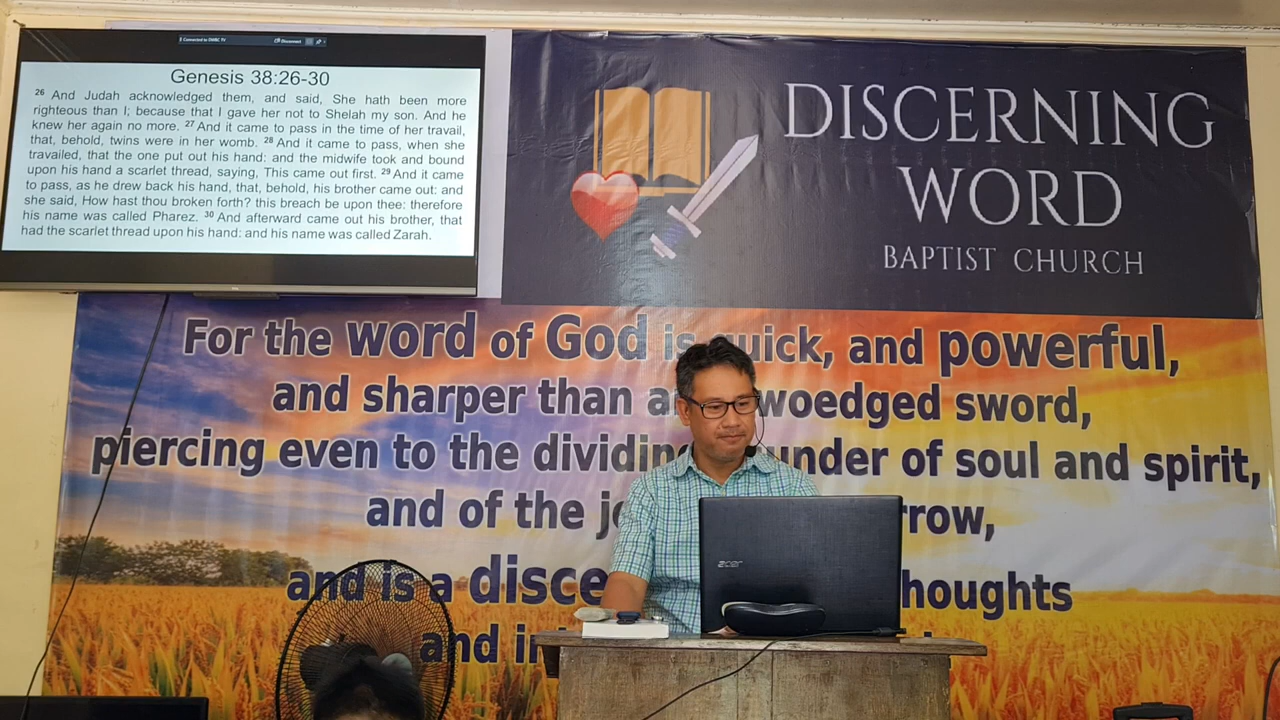 Connected to DWBC TV
Disconnect
Genesis 38:26-30
26 And Judah acknowledged them, and said, She hath been more
righteous than I; because that I gave her not to Shelah my son. And he
knew her again no more. 27 And it came to pass in the time of her travail,
that, behold, twins were in her womb. 28 And it came to pass, when she
travailed, that the one put out his hand: and the midwife took and bound
upon his hand a scarlet thread, saying, This came out first. 29 And it came
to pass, as he drew back his hand, that, behold, his brother came out: and
she said, How hast thou broken forth? this breach be upon thee: therefore
his name was called Pharez. 30 And afterward came out his brother, that
had the scarlet thread upon his hand: and his name was called Zarah.
DISCERNING
WORD
BAPTIST CHURCH
For the word of God is quick, and powerful,
and sharper than woedged sword,
piercing even to the dividing under of soul and spirit,
and of the jo rrow,
and is a disce houghts
and in
acer